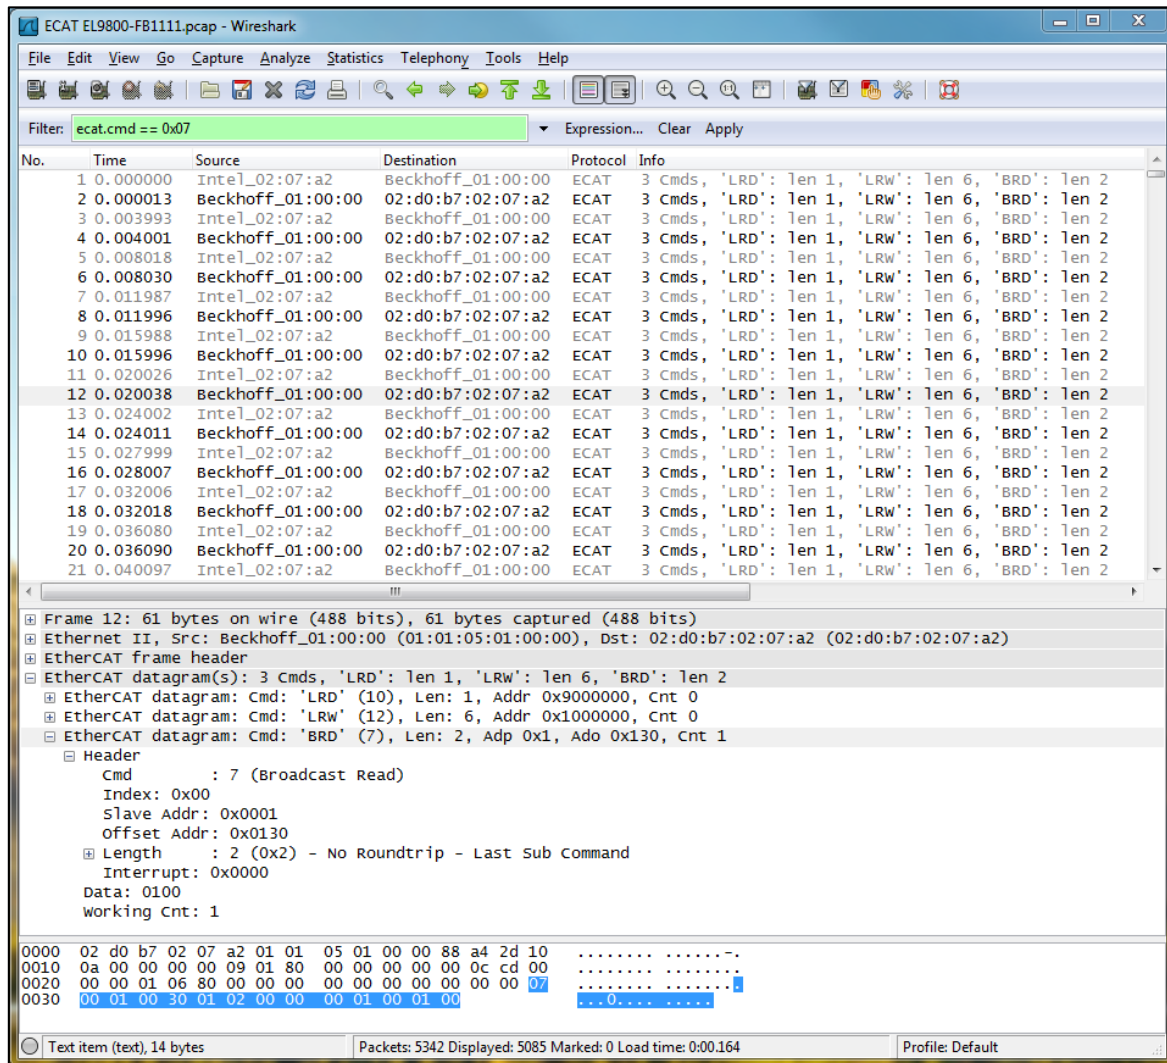 ECAT EL9800-FB1111.pcap - Wireshark
File Edit View Go Capture Analyze Statistics Telephony Tools Help
Filter: ecat.cmd == 0x07 Expression... Clear Apply
No. Time Source Destination Protocol Info
1 0.000000 Intel_02:07:a2 Beckhoff_01:00:00 ECAT 3 Cmds, 'LRD': len 1, 'LRW': len 6, 'BRD': len 2
2 0.000013 Beckhoff_01:00:00 02:d0:b7:02:07:a2 ECAT 3 Cmds, 'LRD': len 1, 'LRW': len 6, 'BRD': len 2
3 0.003993 Intel_02:07:a2 Beckhoff_01:00:00 ECAT 3 Cmds, 'LRD': len 1, 'LRW': len 6, 'BRD': len 2
4 0.004001 Beckhoff_01:00:00 02:d0:b7:02:07:a2 ECAT 3 Cmds, 'LRD': len 1, 'LRW': len 6, 'BRD': len 2
5 0.008018 Intel_02:07:a2 Beckhoff_01:00:00 ECAT 3 Cmds, 'LRD': len 1, 'LRW': len 6, 'BRD': len 2
6 0.008030 Beckhoff_01:00:00 02:d0:b7:02:07:a2 ECAT 3 Cmds, 'LRD': len 1, 'LRW': len 6, 'BRD': len 2
7 0.011987 Intel_02:07:a2 Beckhoff_01:00:00 ECAT 3 Cmds, 'LRD': len 1, 'LRW': len 6, 'BRD': len 2
8 0.011996 Beckhoff_01:00:00 02:d0:b7:02:07:a2 ECAT 3 Cmds, 'LRD': len 1, 'LRW': len 6, 'BRD': len 2
9 0.015988 Intel_02:07:a2 Beckhoff_01:00:00 ECAT 3 Cmds, 'LRD': len 1, 'LRW': len 6, 'BRD': len 2
10 0.015996 Beckhoff_01:00:00 02:d0:b7:02:07:a2 ECAT 3 Cmds, 'LRD': len 1, 'LRW': len 6, 'BRD': len 2
11 0.020026 Intel_02:07:a2 Beckhoff_01:00:00 ECAT 3 Cmds, 'LRD': len 1, 'LRW': len 6, 'BRD': len 2
12 0.020038 Beckhoff_01:00:00 02:d0:b7:02:07:a2 ECAT 3 Cmds, 'LRD': len 1, 'LRW': len 6, 'BRD': len 2
13 0.024002 Intel_02:07:a2 Beckhoff_01:00:00 ECAT 3 Cmds, 'LRD': len 1, 'LRW': len 6, 'BRD': len 2
14 0.024011 Beckhoff_01:00:00 02:d0:b7:02:07:a2 ECAT 3 Cmds, 'LRD': len 1, 'LRW': len 6, 'BRD': len 2
15 0.027999 Intel_02:07:a2 Beckhoff_01:00:00 ECAT 3 Cmds, 'LRD': len 1, 'LRW': len 6, 'BRD': len 2
16 0.028007 Beckhoff_01:00:00 02:d0:b7:02:07:a2 ECAT 3 Cmds, 'LRD': len 1, 'LRW': len 6, 'BRD': len 2
17 0.032006 Intel_02:07:a2 Beckhoff_01:00:00 ECAT 3 Cmds, 'LRD': len 1, 'LRW': len 6, 'BRD': len 2
18 0.032018 Beckhoff_01:00:00 02:d0:b7:02:07:a2 ECAT 3 Cmds, 'LRD': len 1, 'LRW': len 6, 'BRD': len 2
19 0.036080 Intel_02:07:a2 Beckhoff_01:00:00 ECAT 3 Cmds, 'LRD': len 1, 'LRW': len 6, 'BRD': len 2
20 0.036090 Beckhoff_01:00:00 02:d0:b7:02:07:a2 ECAT 3 Cmds, 'LRD': len 1, 'LRW': len 6, 'BRD': len 2
21 0.040097 Intel_02:07:a2 Beckhoff_01:00:00 ECAT 3 Cmds, 'LRD': len 1, 'LRW': len 6, 'BRD': len 2
Frame 12: 61 bytes on wire (488 bits), 61 bytes captured (488 bits)
Ethernet II, Src: Beckhoff_01:00:00 (01:01:05:01:00:00), Dst: 02:d0:b7:02:07:a2 (02:d0:b7:02:07:a2)
EtherCAT frame header
EtherCAT datagram(s): 3 Cmds, 'LRD': len 1, 'LRW': len 6, 'BRD': len 2
EtherCAT datagram: Cmd: 'LRD' (10), Len: 1, Addr 0x9000000, Cnt 0
EtherCAT datagram: Cmd: 'LRW' (12), Len: 6, Addr 0x1000000, Cnt 0
EtherCAT datagram: Cmd: 'BRD' (7), Len: 2, Adp 0x1, Ado 0x130, Cnt 1
Header
Cmd : 7 (Broadcast Read)
Index: 0x00
Slave Addr: 0x0001
Offset Addr: 0x0130
Length : 2 (0x2) - No Roundtrip - Last Sub Command
Interrupt: 0x0000
Data: 0100
Working Cnt: 1
0000 02 d0 b7 02 07 a2 01 01 05 01 00 00 88 a4 2d 10 ........ ......-.
0010 0a 00 00 00 00 09 01 80 00 00 00 00 00 0c cd 00 ........ ........
0020 00 00 01 06 80 00 00 00 00 00 00 00 00 00 00 07 ........ ........
0030 00 01 00 30 01 02 00 00 00 01 00 01 00 ...0.... .....
Text item (text), 14 bytes Packets: 5342 Displayed: 5085 Marked: 0 Load time: 0:00.164 Profile: Default